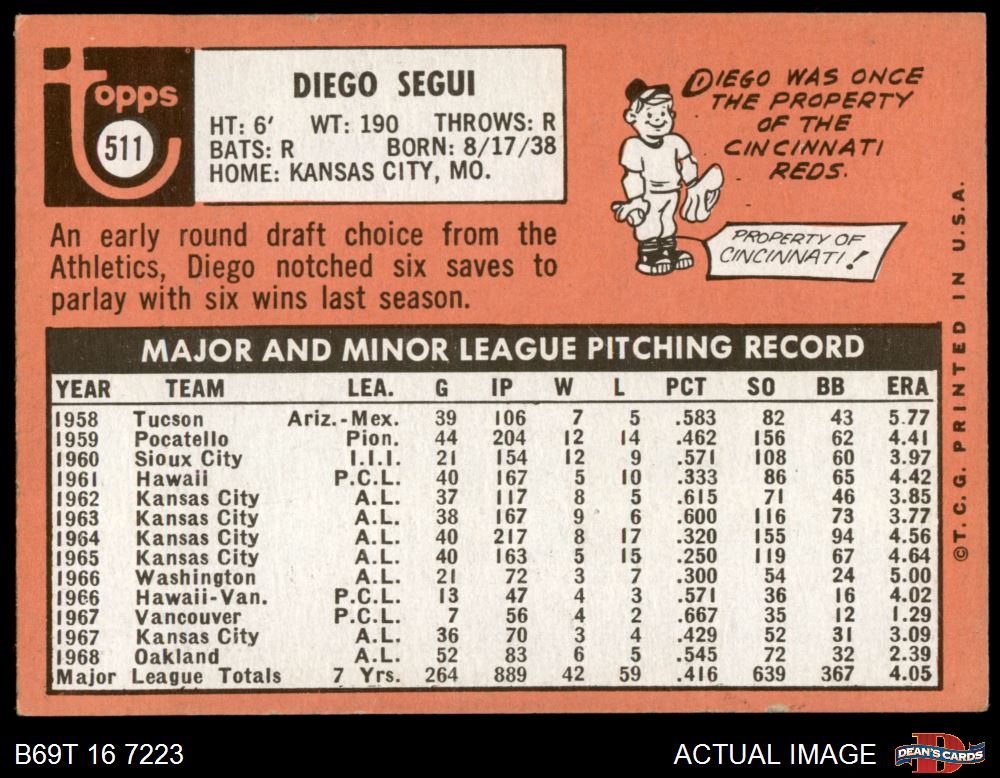 topps
511
DIEGO SEGUI
HT: 6' WT: 190 THROWS: R
BATS: R BORN: 8/17/38
HOME: KANSAS CITY, MO.
DIEGO WAS ONCE
THE PROPERTY
OF THE
CINCINNATI
REDS.
PROPERTY OF
CINCINNATI!
An early round draft choice from the
Athletics, Diego notched six saves to
parlay with six wins last season.
MAJOR AND MINOR LEAGUE PITCHING RECORD
YEAR TEAM LEA. G IP W L PCT SO BB ERA
1958 Tucson Ariz.-Mex. 39 106 7 5 .583 82 43 5.77
1959 Pocatello Pion. 44 204 12 14 .462 156 62 4.41
1960 Sioux City I.I.I. 21 154 12 9 .571 108 60 3.97
1961 Hawaii P.C.L. 40 167 5 10 .333 86 65 4.42
1962 Kansas City A.L. 37 117 8 5 .615 71 46 3.85
1963 Kansas City A.L. 38 167 9 6 .600 116 73 3.77
1964 Kansas City A.L. 40 217 8 17 .320 155 94 4.56
1965 Kansas City A.L. 40 163 5 15 .250 119 67 4.64
1966 Washington A.L. 21 72 3 7 .300 54 24 5.00
1966 Hawaii-Van. P.C.L. 13 47 4 3 .571 36 16 4.02
1967 Vancouver P.C.L. 7 56 4 2 .667 35 12 1.29
1967 Kansas City A.L. 36 70 3 4 .429 52 31 3.09
1968 Oakland A.L. 52 83 6 5 .545 72 32 2.39
Major League Totals 7 Yrs. 264 889 42 59 .416 639 367 4.05
©T.C.G. PRINTED IN U.S.A.
B69T 16 7223
ACTUAL IMAGE
DEAN'S CARDS